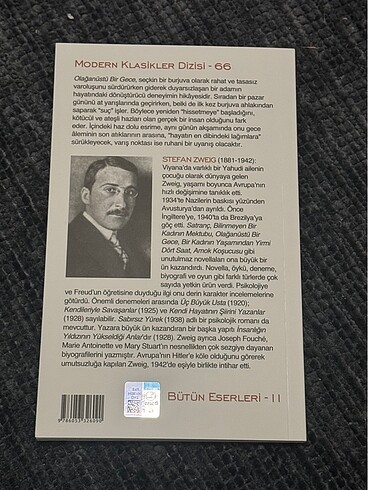 MODERN KLASİKLER DİZİSİ - 66
Olağanüstü Bir Gece, seçkin bir burjuva olarak rahat ve tasasız
varoluşunu sürdürürken giderek duyarsızlaşan bir adamın
hayatındaki dönüştürücü deneyimin hikâyesidir. Sıradan bir pazar
gününü at yarışlarında geçirirken, belki de ilk kez burjuva ahlakından
saparak "suç" işler. Böylece yeniden "hissetmeye" başladığını,
kötücül ve ateşli hazları olan gerçek bir insan olduğunu fark
eder. İçindeki haz dolu esrime, aynı günün akşamında onu gece
âleminin son atıklarının arasına, "hayatın en dibindeki lağımlara"
sürükleyecek, varış noktası ise ruhani bir uyanış olacaktır.
STEFAN ZWEIG (1881-1942):
Viyana'da varlıklı bir Yahudi ailenin
çocuğu olarak dünyaya gelen
Zweig, yaşamı boyunca Avrupa'nın
hızlı değişimine tanıklık etti.
1934'te Nazilerin baskısı yüzünden
Avusturya'dan ayrıldı. Önce
İngiltere'ye, 1940'ta da Brezilya'ya
göç etti. Satranç, Bilinmeyen Bir
Kadının Mektubu, Olağanüstü Bir
Gece, Bir Kadının Yaşamından Yirmi
Dört Saat, Amok Koşucusu gibi
unutulmaz novellaları ona büyük bir
ün kazandırdı. Novella, öykü, deneme,
biyografi ve oyun gibi farklı türlerde çok
sayıda yetkin ürün verdi. Psikolojiye
ve Freud'un öğretisine duyduğu ilgi onu derin karakter incelemelerine
götürdü. Önemli denemeleri arasında Üç Büyük Usta (1920);
Kendileriyle Savaşanlar (1925) ve Kendi Hayatının Şiirini Yazanlar
(1928) sayılabilir. Sabırsız Yürek (1938) adlı bir psikolojik romanı da
mevcuttur. Yazara büyük ün kazandıran bir başka yapıtı İnsanlığın
Yıldızının Yükseldiği Anlar'dır (1928). Zweig ayrıca Joseph Fouché,
Marie Antoinette ve Mary Stuart'ın nesnellikten çok sezgiye dayanan
biyografilerini yazmıştır. Avrupa'nın Hitler'e köle olduğunu görerek
umutsuzluğa kapılan Zweig, 1942'de eşiyle birlikte intihar etti.
BÜTÜN ESERLERİ - 11
9 786053 324690